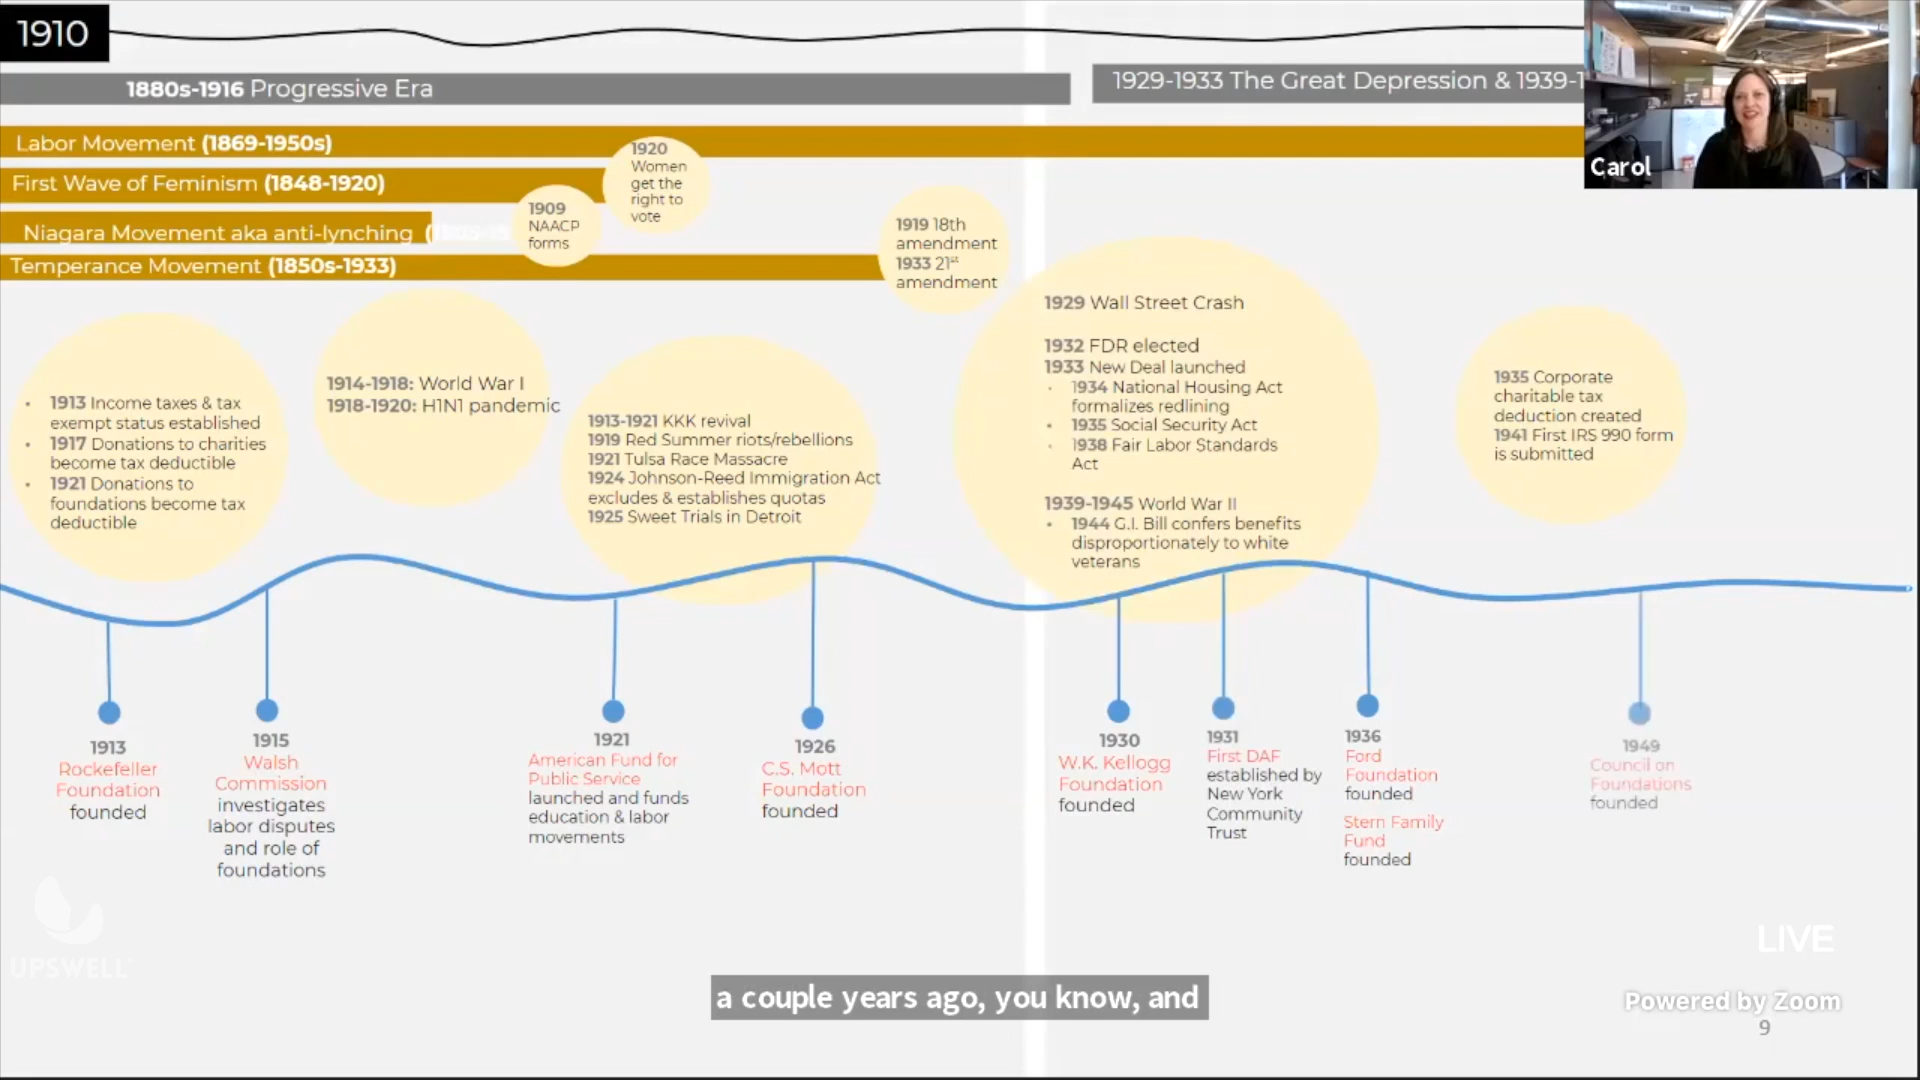 1910
1880s-1916 Progressive Era
1929-1933 The Great Depression & 1939-1
Carol
Labor Movement (1869-1950s)
First Wave of Feminism (1848-1920)
Niagara Movement aka anti-lynching
Temperance Movement (1850s-1933)
1920
Women
get the
right to
vote
1909
NAACP
forms
1919 18th
amendment
1933 21st
amendment
• 1913 Income taxes & tax
exempt status established
• 1917 Donations to charities
become tax deductible
• 1921 Donations to
foundations become tax
deductible
1914-1918: World War I
1918-1920: H1N1 pandemic
1913-1921 KKK revival
1919 Red Summer riots/rebellions
1921 Tulsa Race Massacre
1924 Johnson-Reed Immigration Act
excludes & establishes quotas
1925 Sweet Trials in Detroit
1929 Wall Street Crash
1932 FDR elected
1933 New Deal launched
• 1934 National Housing Act
formalizes redlining
• 1935 Social Security Act
• 1938 Fair Labor Standards
Act
1939-1945 World War II
• 1944 G.I. Bill confers benefits
disproportionately to white
veterans
1935 Corporate
charitable tax
deduction created
1941 First IRS 990 form
is submitted
1913
Rockefeller
Foundation
founded
1915
Walsh
Commission
investigates
labor disputes
and role of
foundations
1921
American Fund for
Public Service
launched and funds
education & labor
movements
1926
C.S. Mott
Foundation
founded
1930
W.K. Kellogg
Foundation
founded
1931
First DAF
established by
New York
Community
Trust
1936
Ford
Foundation
founded
Stern Family
Fund
founded
1949
Council on
Foundations
founded
UPSWELL
LIVE
a couple years ago, you know, and
Powered by Zoom
9